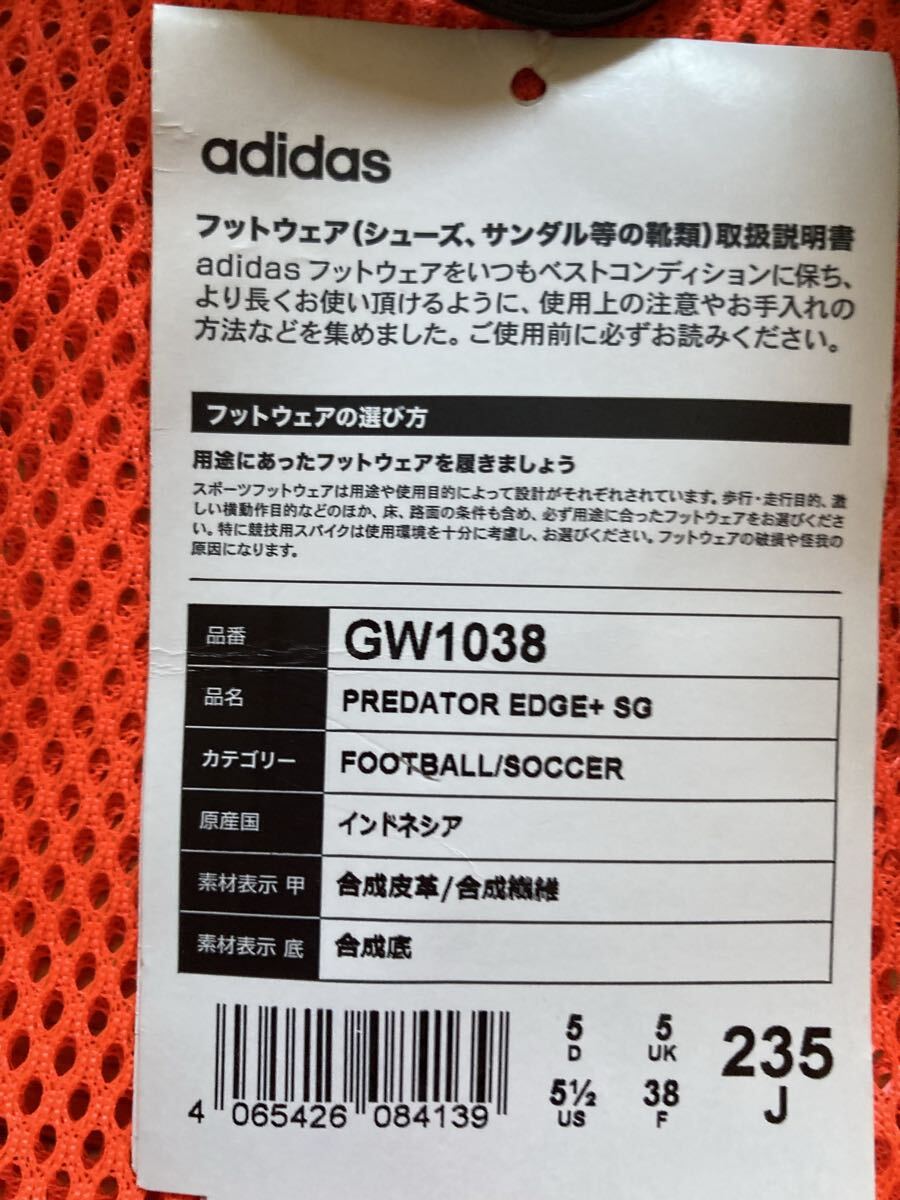 adidas
フットウェア(シューズ、サンダル等の靴類)取扱説明書
adidas フットウェアをいつもベストコンディションに保ち、
より長くお使い頂けるように、使用上の注意やお手入れの
方法などを集めました。ご使用前に必ずお読みください。
フットウェアの選び方
用途にあったフットウェアを履きましょう
スポーツフットウェアは用途や使用目的によって設計がそれぞれされています。歩行・走行目的、激
しい横動作目的などのほか、床、路面の条件も含め、必ず用途に合ったフットウェアをお選びくださ
い。特に競技用スパイクは使用環境を十分に考慮し、お選びください。フットウェアの破損や怪我の
原因になります。
品番 GW1038
品名 PREDATOR EDGE+ SG
カテゴリー FOOTBALL/SOCCER
原産国 インドネシア
素材表示 甲 合成皮革/合成繊維
素材表示 底 合成底
5 5 235
D UK J
5½ 38
US F
4 065426 084139